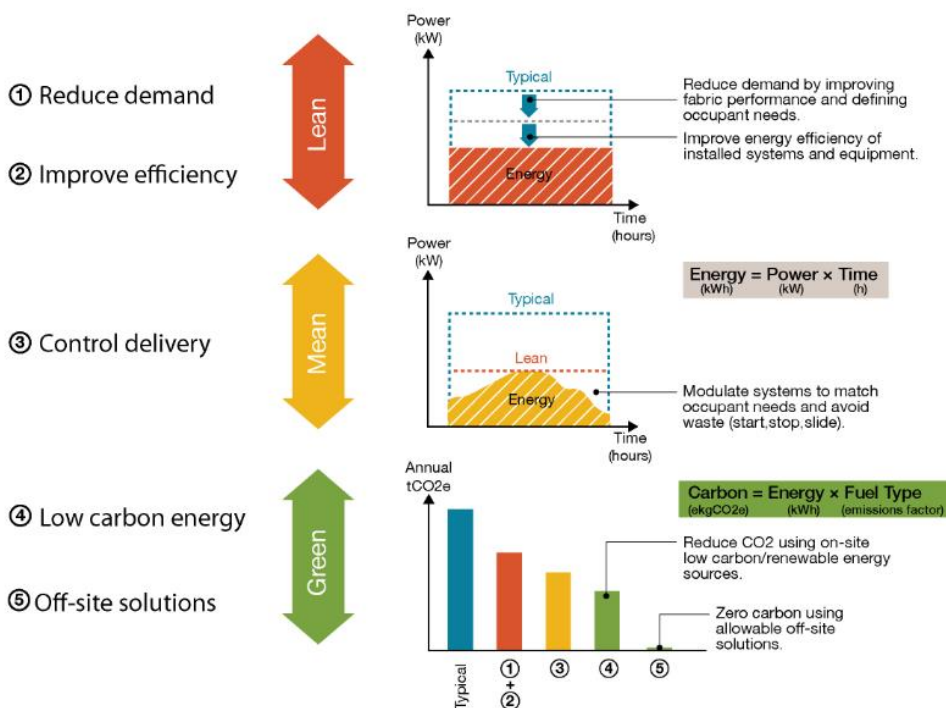 ① Reduce demand
② Improve efficiency
Lean
Power
(kW)
Typical
Energy
Time
(hours)
Reduce demand by improving
fabric performance and defining
occupant needs.
Improve energy efficiency of
installed systems and equipment.
③ Control delivery
Mean
Power
(kW)
Typical
Lean
Energy
Time
(hours)
Energy = Power × Time
(kWh) (kW) (h)
Modulate systems to match
occupant needs and avoid
waste (start,stop,slide).
④ Low carbon energy
⑤ Off-site solutions
Green
Annual
tCO2e
Typical
①
+
②
③
④
⑤
Carbon = Energy × Fuel Type
(ekgCO2e) (kWh) (emissions factor)
Reduce CO2 using on-site
low carbon/renewable energy
sources.
Zero carbon using
allowable off-site
solutions.